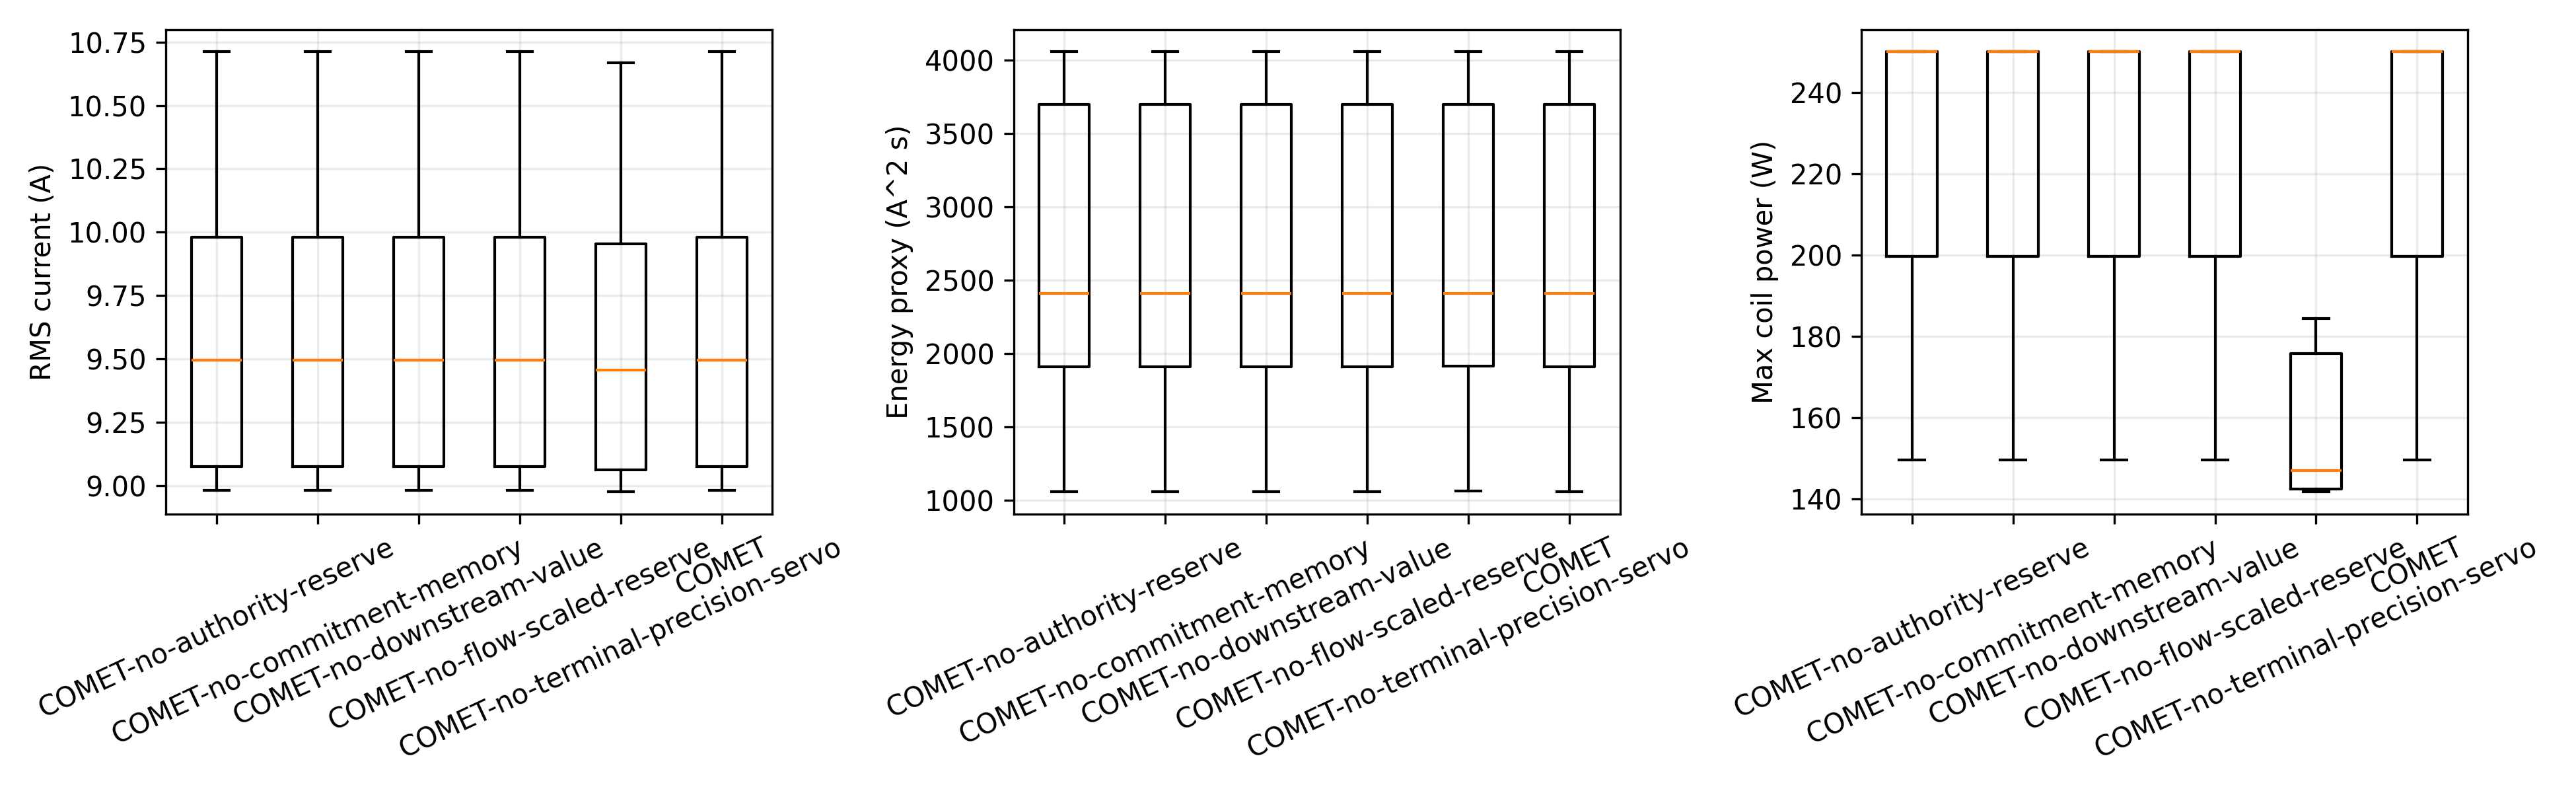 RMS current (A)
10.75
10.50
10.25
10.00
9.75
9.50
9.25
9.00
COMET-no-authority-reserve
COMET-no-commitment-memory
COMET-no-downstream-value
COMET-no-flow-scaled-reserve
COMET-no-terminal-precision-servo
COMET
Energy proxy (A^2 s)
4000
3500
3000
2500
2000
1500
1000
COMET-no-authority-reserve
COMET-no-commitment-memory
COMET-no-downstream-value
COMET-no-flow-scaled-reserve
COMET-no-terminal-precision-servo
COMET
Max coil power (W)
240
220
200
180
160
140
COMET-no-authority-reserve
COMET-no-commitment-memory
COMET-no-downstream-value
COMET-no-flow-scaled-reserve
COMET-no-terminal-precision-servo
COMET